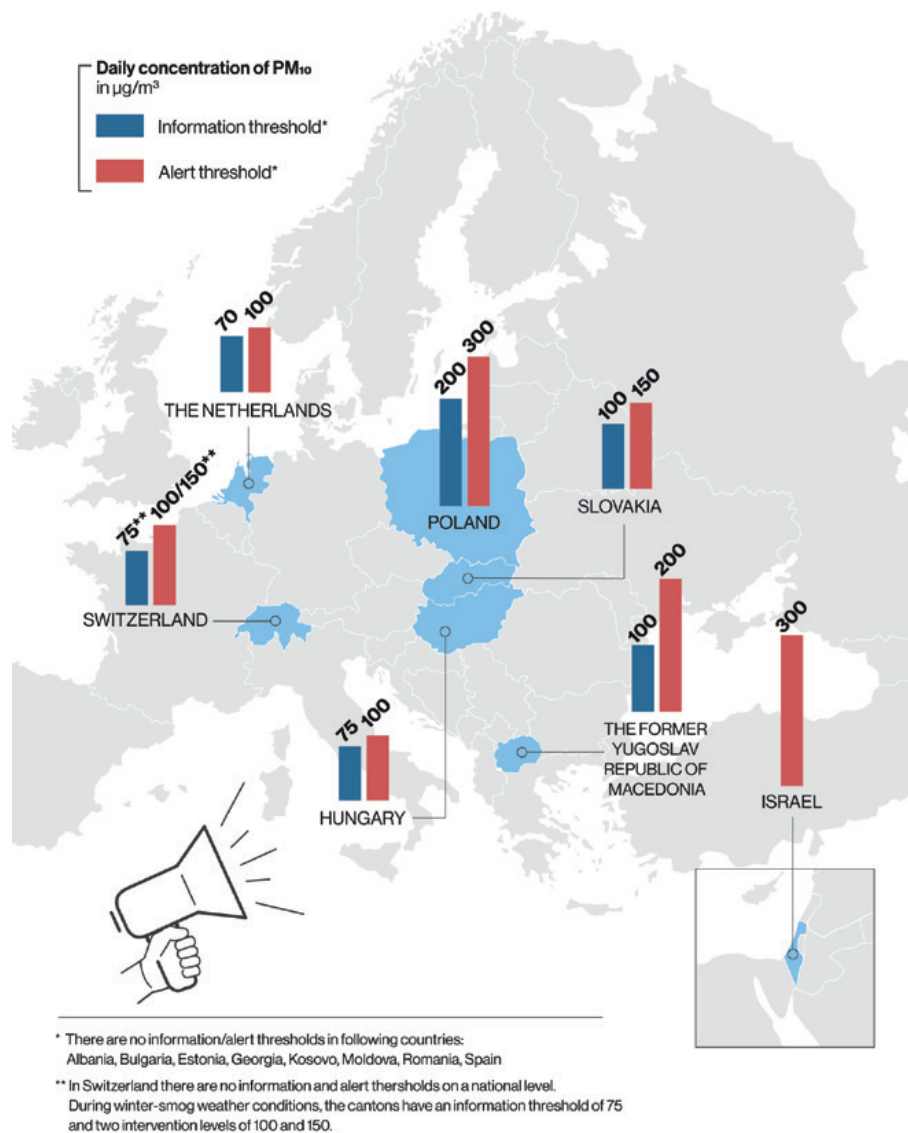 Daily concentration of PM₁₀
in µg/m³
Information threshold*
Alert threshold*
70 100
THE NETHERLANDS
200 300
POLAND
100 150
SLOVAKIA
75** 100/150**
SWITZERLAND
100 200
THE FORMER
YUGOSLAV
REPUBLIC OF
MACEDONIA
300
ISRAEL
75 100
HUNGARY
* There are no information/alert thresholds in following countries:
Albania, Bulgaria, Estonia, Georgia, Kosovo, Moldova, Romania, Spain
** In Switzerland there are no information and alert thersholds on a national level.
During winter-smog weather conditions, the cantons have an information threshold of 75
and two intervention levels of 100 and 150.